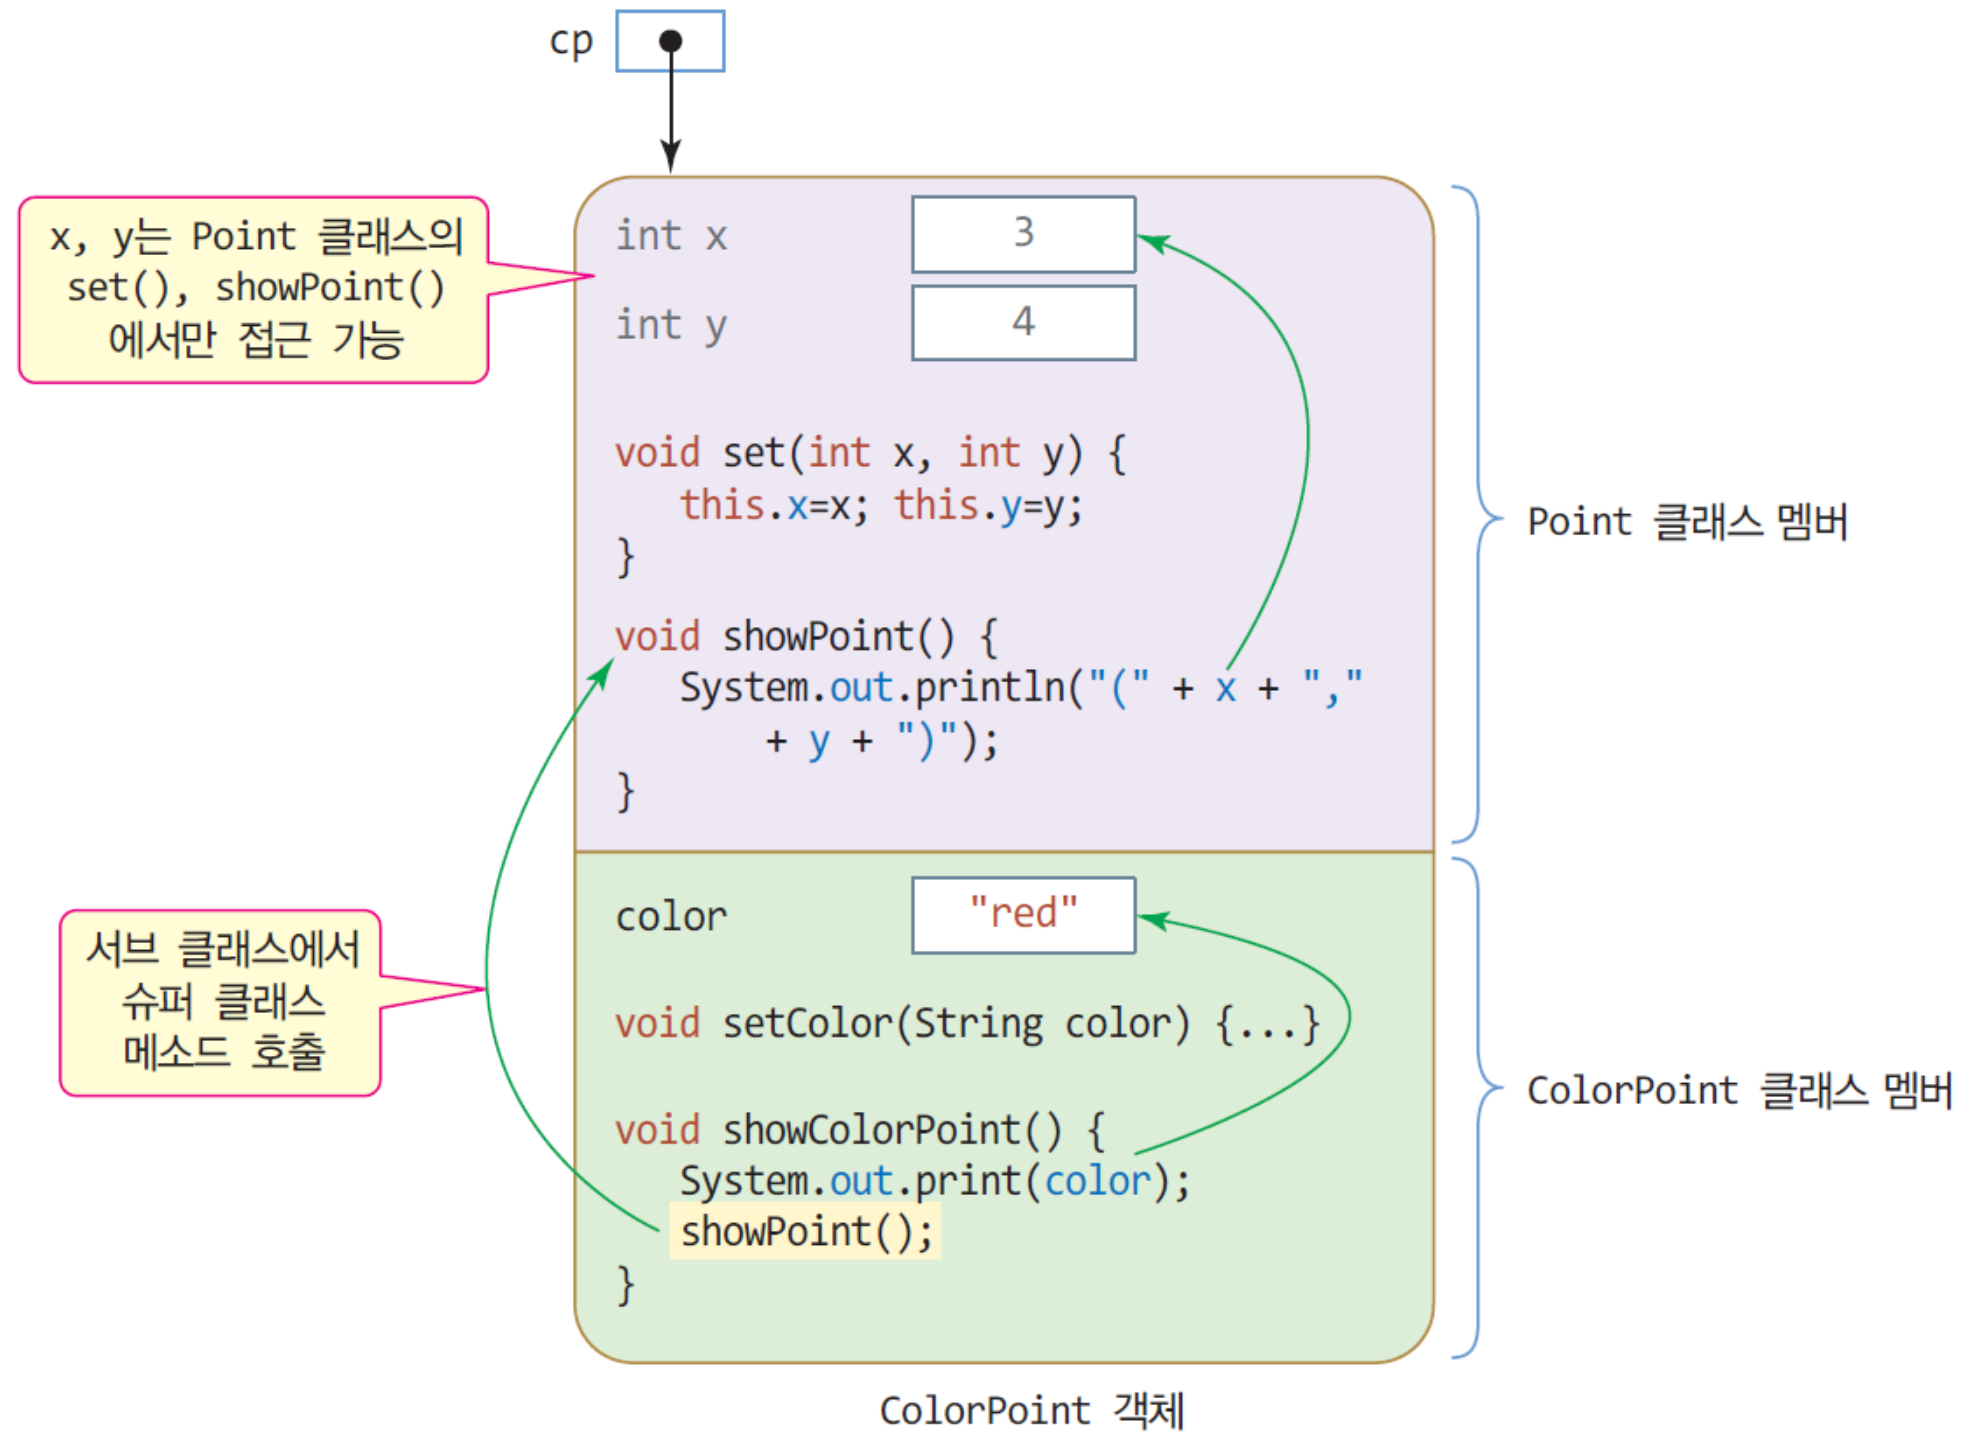 cp
x, y는 Point 클래스의
set(), showPoint()
에서만 접근 가능
int x 3
int y 4
void set(int x, int y) {
this.x=x; this.y=y;
}
void showPoint() {
System.out.println("(" + x + ","
+ y + ")");
}
Point 클래스 멤버
서브 클래스에서
슈퍼 클래스
메소드 호출
color "red"
void setColor(String color) {...}
void showColorPoint() {
System.out.print(color);
showPoint();
}
ColorPoint 클래스 멤버
ColorPoint 객체